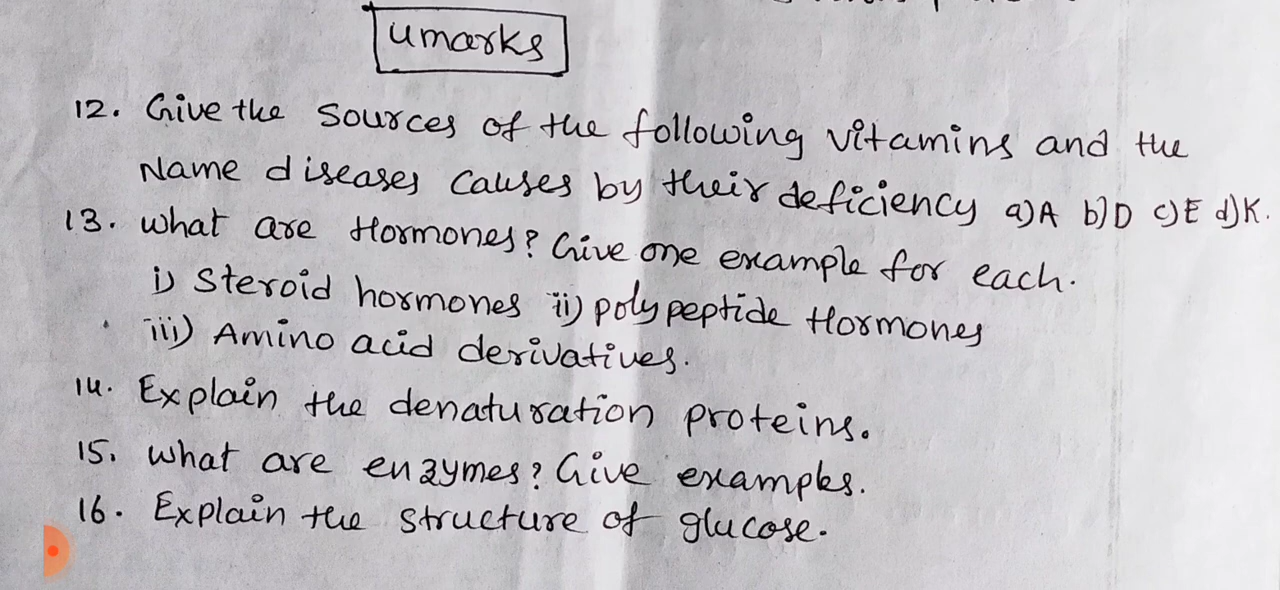 4marks
12. Give the sources of the following vitamins and the
Name diseases causes by their deficiency a)A b)D c)E d)K.
13. what are Hormones? Give one example for each.
i) Steroid hormones ii) polypeptide Hormones
iii) Amino acid derivatives.
14. Explain the denaturation proteins.
15. what are enzymes? Give examples.
16. Explain the structure of glucose.